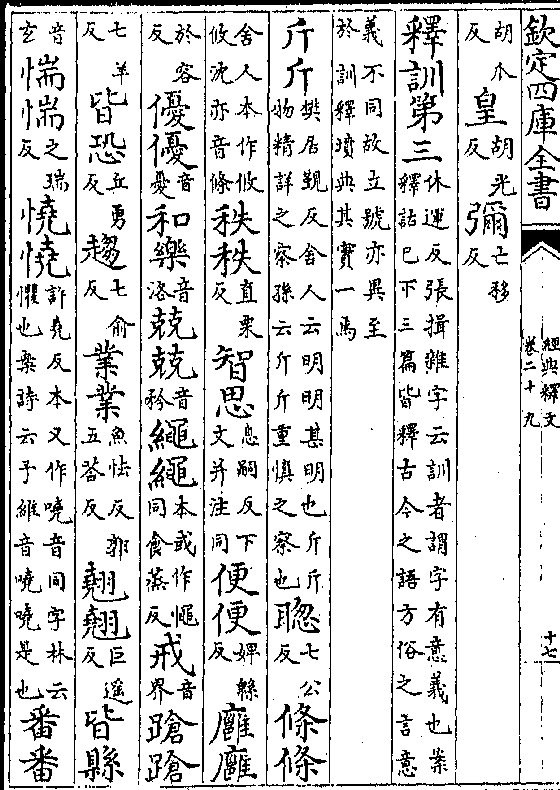 欽定四庫全書
經典釋文
卷二十九
十七
胡爪反 皇胡光反 彌亡移反
釋訓第三休運反張揖雜字云訓者謂字有意義也案釋詁已下三篇皆釋古今之語方俗之言意
義不同故立號亦異至於訓釋墳典其實一焉
斤斤樊居覲反舍人云明明甚明也斤斤物精詳之察孫云斤斤重慎之察也 聦七公反 條條
舍人本作攸攸沈亦音條 秩秩直栗反 智思息嗣反下文并注同 便便婢緜反 廱廱
於容反 優優音憂 和樂音洛 兢兢音矜 繩繩本或作憴同食蒸反 戒音界 蹌蹌
七羊反 皆恐丘勇反 趨七俞反 業業魚怯反郭五荅反 翹翹巨遥反 皆縣
音玄 惴惴之瑞反 憢憢許堯反本又作嘵音同字林云懼也案詩云予維音嘵嘵是也 番番